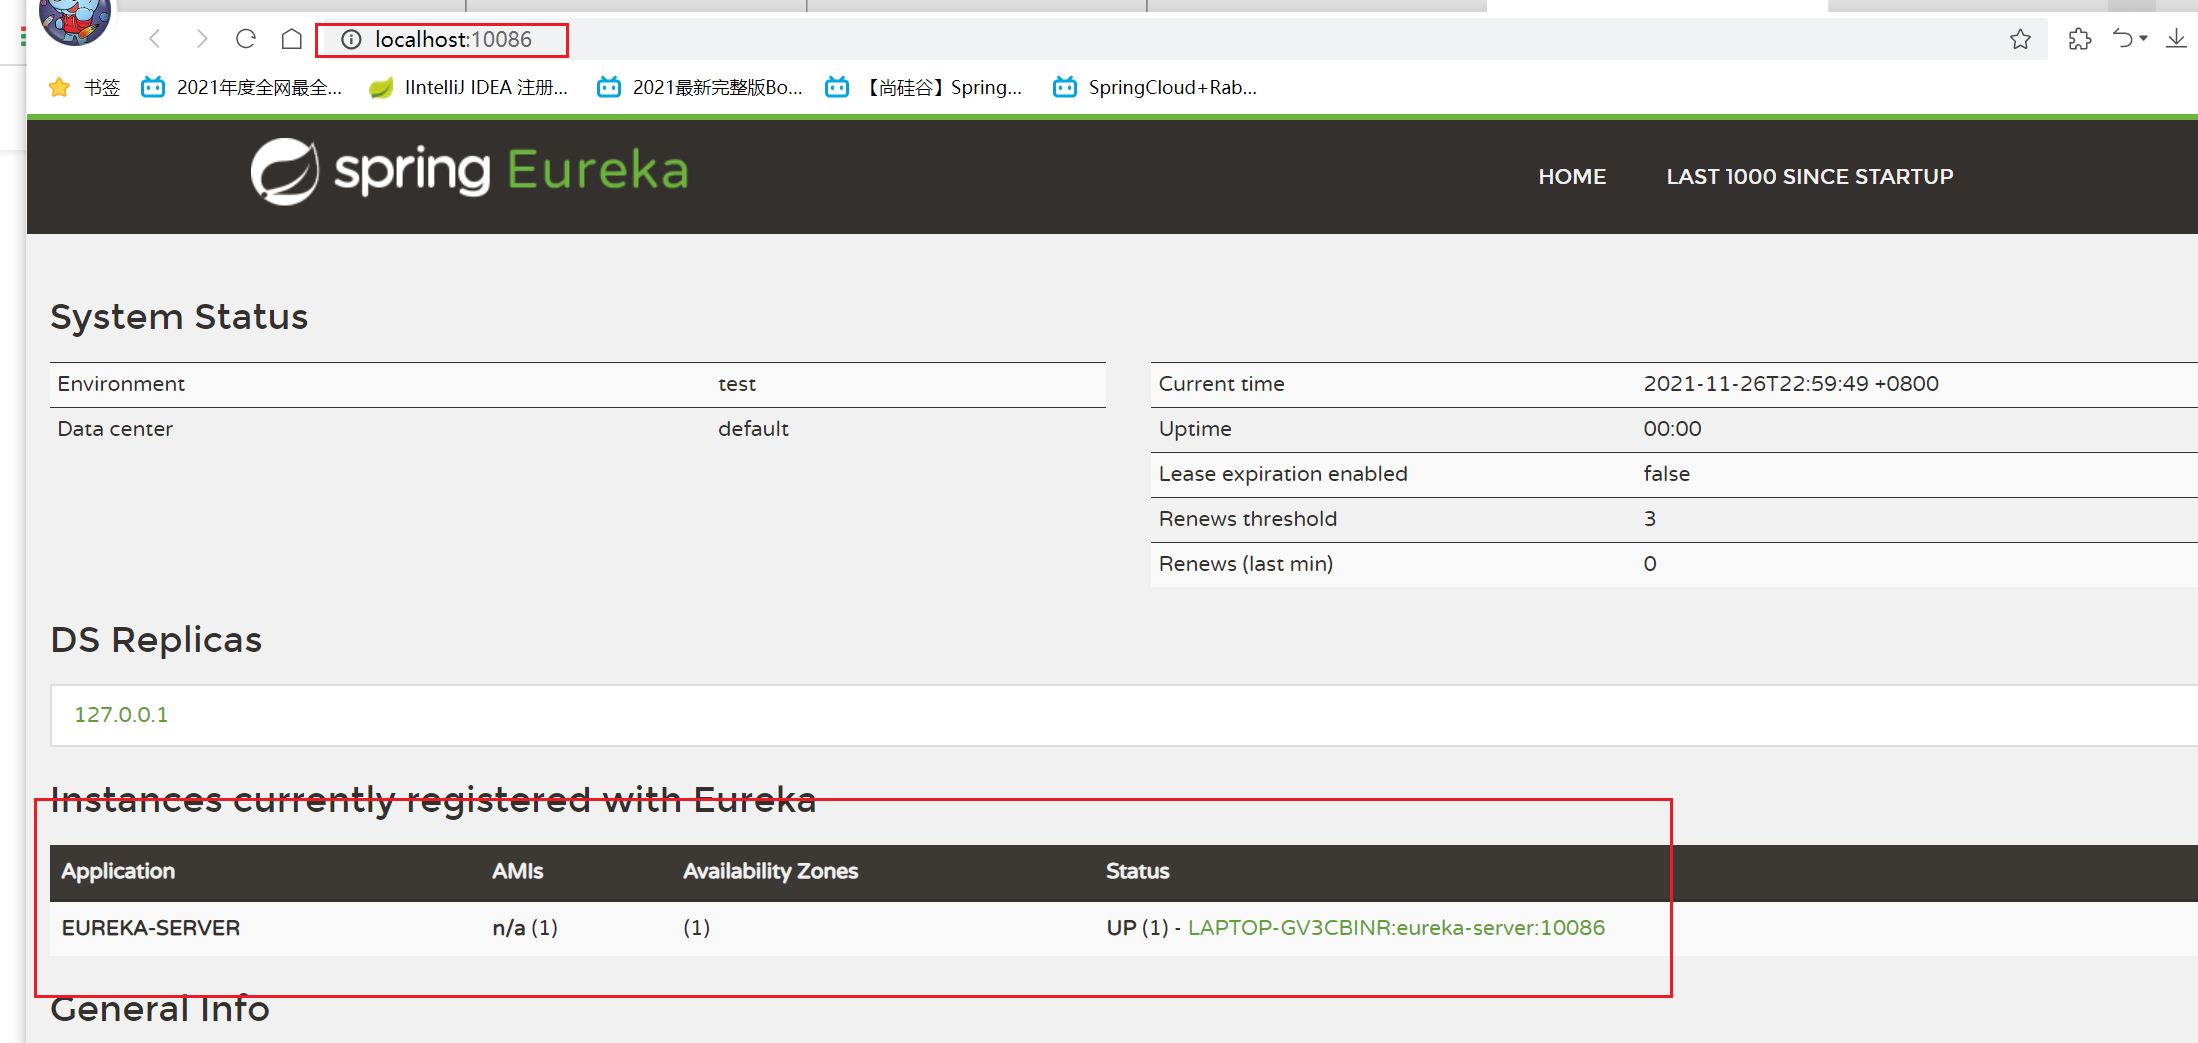 localhost:10086
书签 2021年度全网最全... IIntelliJ IDEA 注册... 2021最新完整版Bo... 【尚硅谷】Spring... SpringCloud+Rab...
spring Eureka HOME LAST 1000 SINCE STARTUP
System Status
Environment test
Data center default
Current time 2021-11-26T22:59:49 +0800
Uptime 00:00
Lease expiration enabled false
Renews threshold 3
Renews (last min) 0
DS Replicas
127.0.0.1
Instances currently registered with Eureka
Application AMIs Availability Zones Status
EUREKA-SERVER n/a (1) (1) UP (1) - LAPTOP-GV3CBINR:eureka-server:10086
General Info